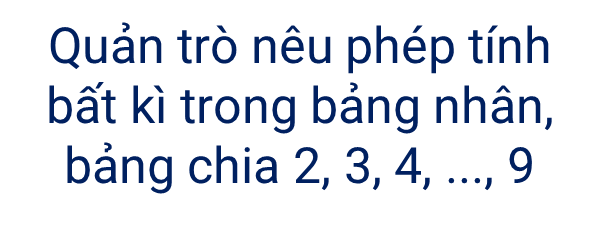 Quản trò nêu phép tính
bất kì trong bảng nhân,
bảng chia 2, 3, 4, ..., 9